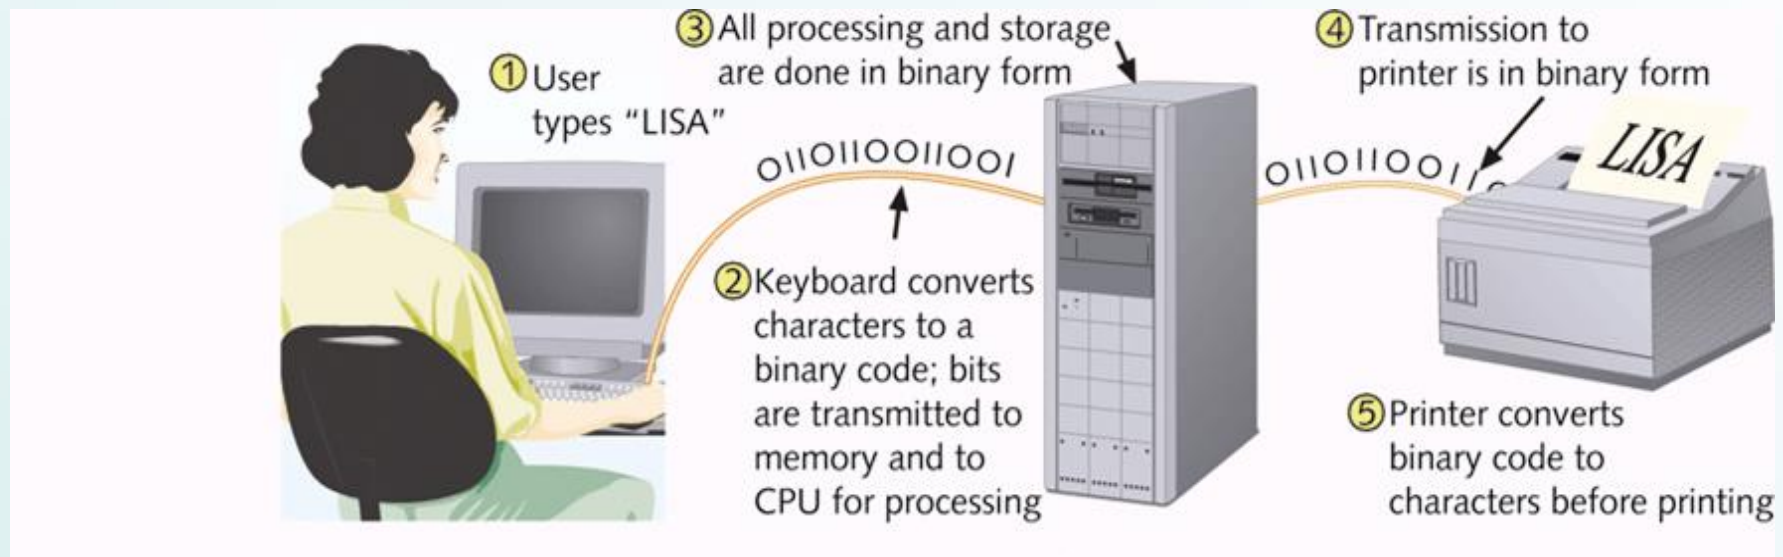 ① User
types “LISA”
② Keyboard converts
characters to a
binary code; bits
are transmitted to
memory and to
CPU for processing
011011001100I
③ All processing and storage
are done in binary form
④ Transmission to
printer is in binary form
011011001
LISA
⑤ Printer converts
binary code to
characters before printing